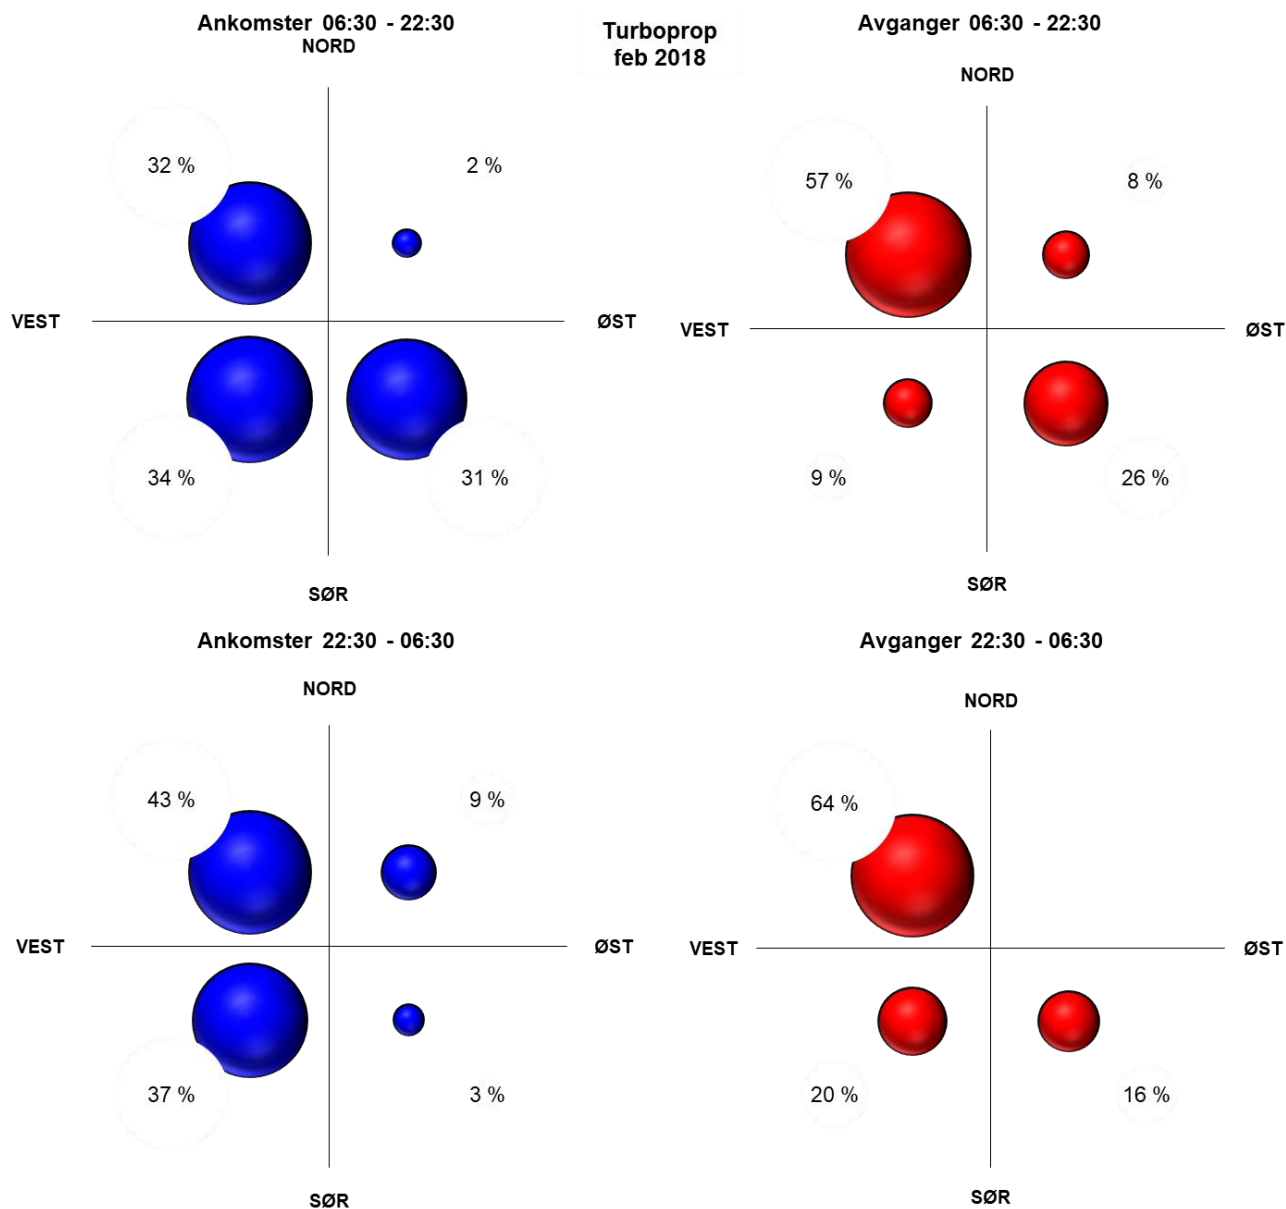 Ankomster 06:30 - 22:30
NORD
32 %
2 %
VEST
ØST
34 %
31 %
SØR
Turboprop
feb 2018
Avganger 06:30 - 22:30
NORD
57 %
8 %
VEST
ØST
9 %
26 %
SØR
Ankomster 22:30 - 06:30
NORD
43 %
9 %
VEST
ØST
37 %
3 %
SØR
Avganger 22:30 - 06:30
NORD
64 %
VEST
ØST
20 %
16 %
SØR